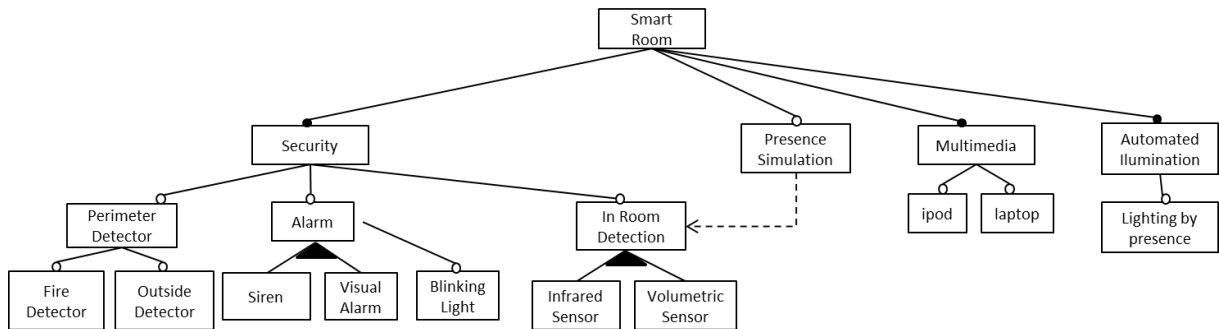 Smart
Room
Security
Presence
Simulation
Multimedia
Automated
Ilumination
Perimeter
Detector
Alarm
In Room
Detection
ipod
laptop
Lighting by
presence
Fire
Detector
Outside
Detector
Siren
Visual
Alarm
Blinking
Light
Infrared
Sensor
Volumetric
Sensor